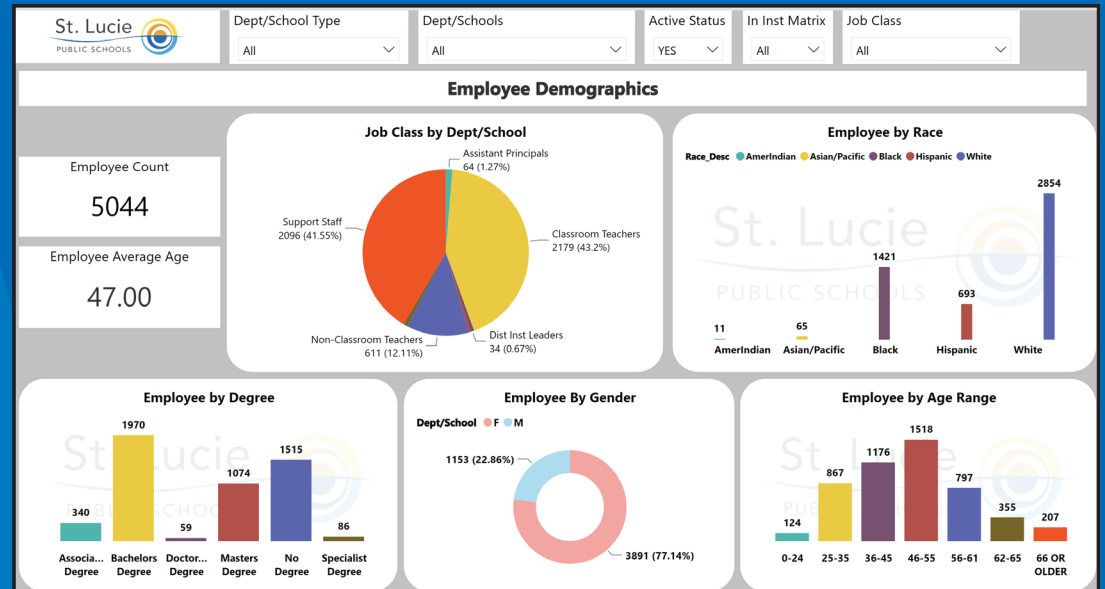 St. Lucie
PUBLIC SCHOOLS
Dept/School Type
All
Dept/Schools
All
Active Status
YES
In Inst Matrix
All
Job Class
All
Employee Demographics
Employee Count
5044
Employee Average Age
47.00
Job Class by Dept/School
Assistant Principals
64 (1.27%)
Support Staff
2096 (41.55%)
Classroom Teachers
2179 (43.2%)
Non-Classroom Teachers
611 (12.11%)
Dist Inst Leaders
34 (0.67%)
Employee by Race
Race_Desc AmerIndian Asian/Pacific Black Hispanic White
St. Lucie
PUBLIC SCHOOLS
11
65
1421
693
2854
AmerIndian
Asian/Pacific
Black
Hispanic
White
Employee by Degree
340
1970
59
1074
1515
86
Associa...
Degree
Bachelors
Degree
Doctor...
Degree
Masters
Degree
No
Degree
Specialist
Degree
Employee By Gender
Dept/School F M
1153 (22.86%)
3891 (77.14%)
Employee by Age Range
124
867
1176
1518
797
355
207
0-24
25-35
36-45
46-55
56-61
62-65
66 OR
OLDER